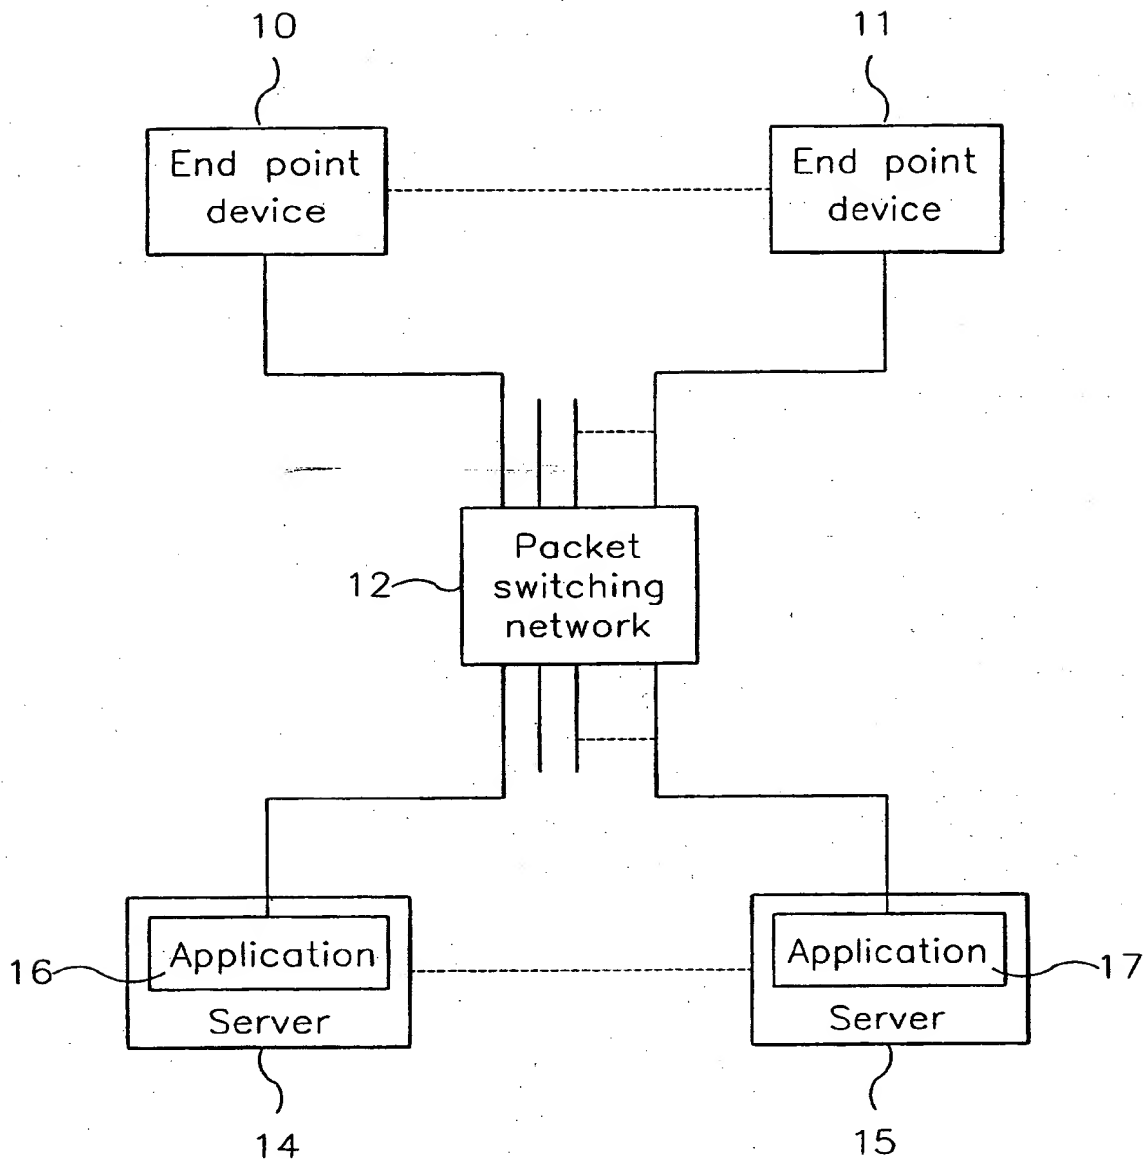 10
11
End point
device
End point
device
12
Packet
switching
network
16
Application
Server
Application
17
Server
14
15